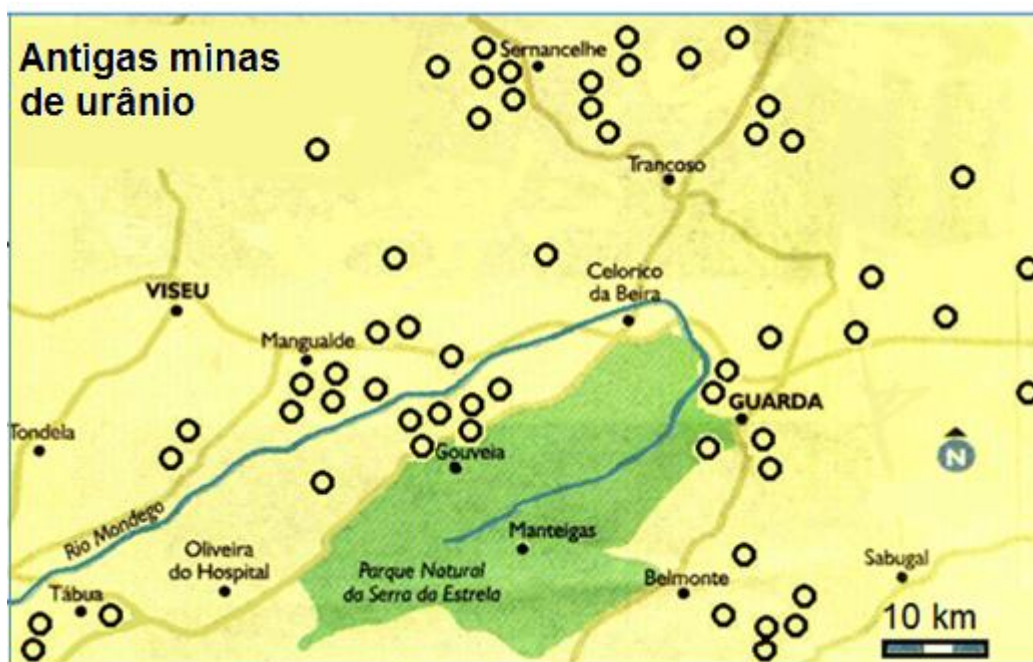 Antigas minas
de urânio
Sernancelhe
Trancoso
VISEU
Celorico
da Beira
Mangualde
GUARDA
Tondela
Gouveia
N
Rio Mondego
Oliveira
do Hospital
Manteigas
Parque Natural
da Serra da Estrela
Belmonte
Sabugal
Tábua
10 km